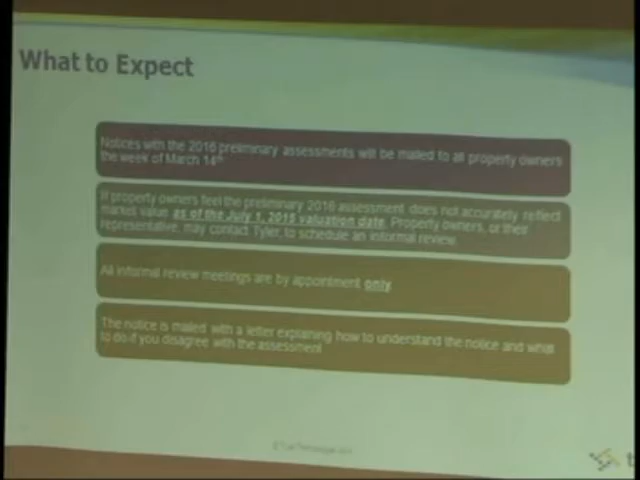 What to Expect
Notices with the 2016 preliminary assessments will be mailed to all property owners
the week of March 14th
If property owners feel the preliminary 2016 assessment does not accurately reflect
market value as of the July 1, 2015 valuation date. Property owners, or their
representative, may contact Tyler, to schedule an informal review.
All informal review meetings are by appointment only
The notice is mailed with a letter explaining how to understand the notice and what
to do if you disagree with the assessment